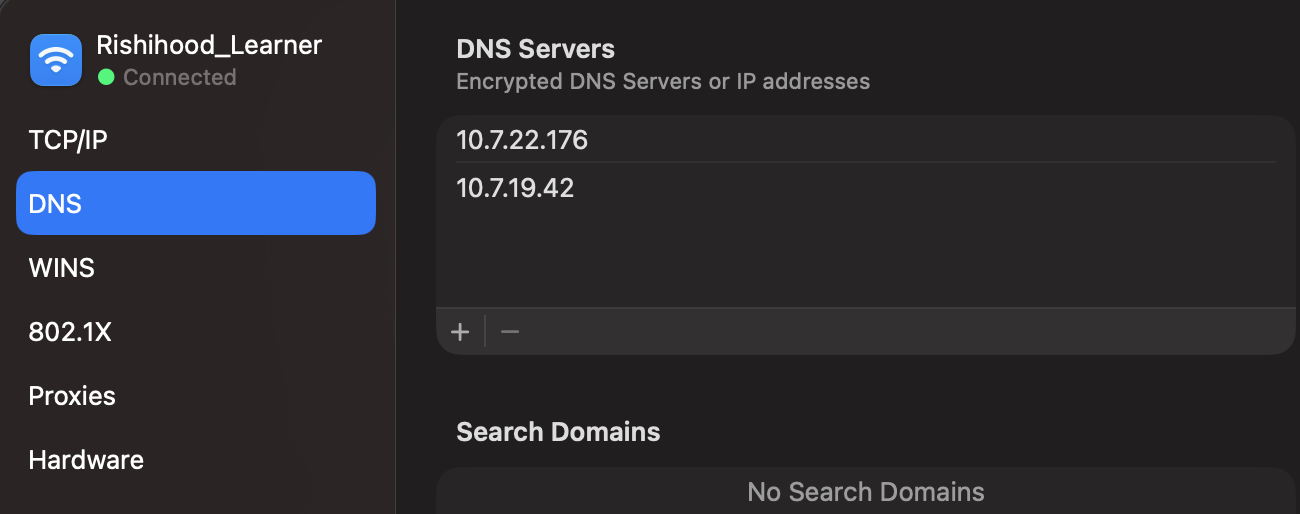 Rishihood_Learner
Connected
TCP/IP
DNS
WINS
802.1X
Proxies
Hardware
DNS Servers
Encrypted DNS Servers or IP addresses
10.7.22.176
10.7.19.42
+ −
Search Domains
No Search Domains